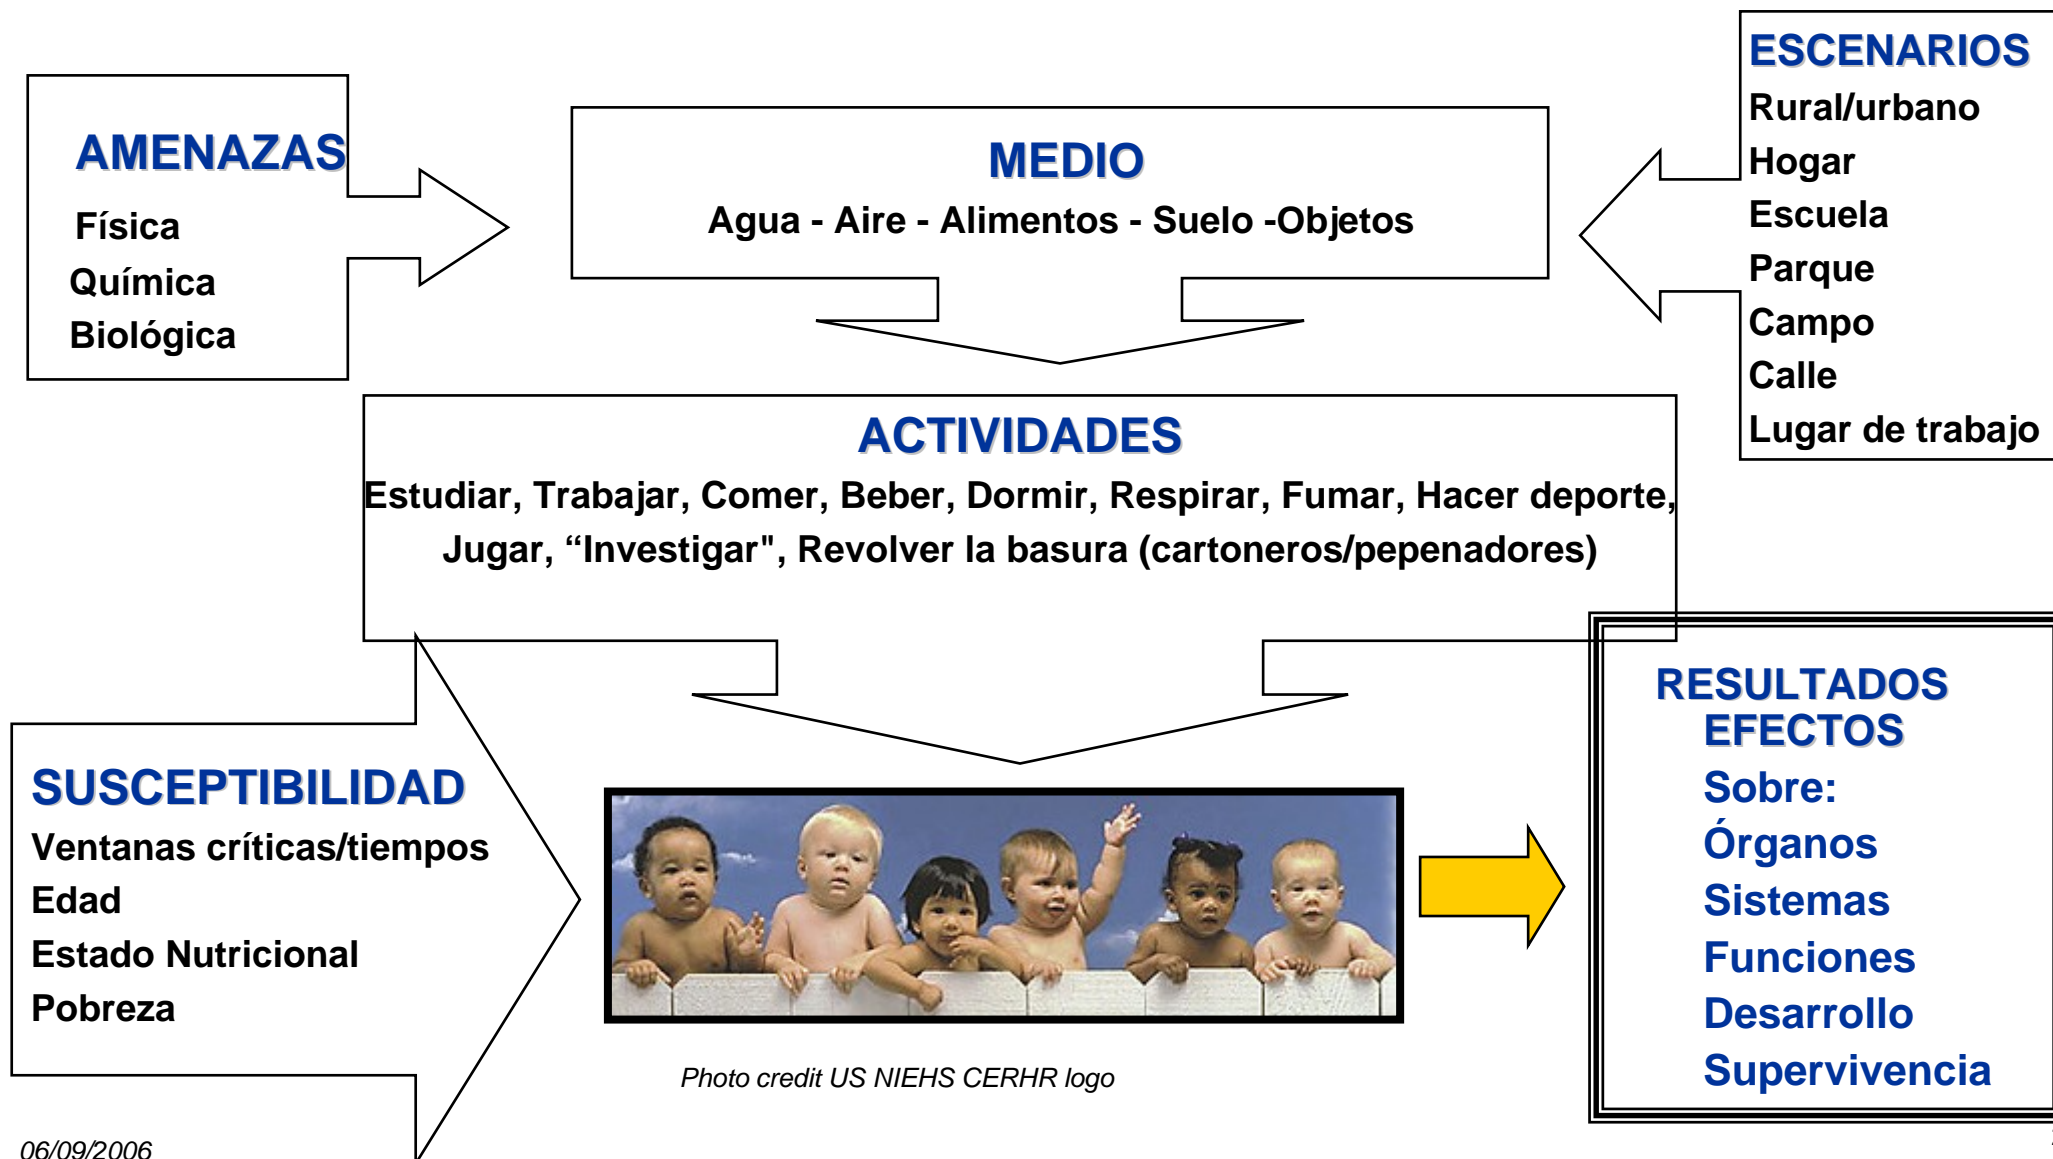 AMENAZAS
Física
Química
Biológica
MEDIO
Agua - Aire - Alimentos - Suelo -Objetos
ESCENARIOS
Rural/urbano
Hogar
Escuela
Parque
Campo
Calle
Lugar de trabajo
ACTIVIDADES
Estudiar, Trabajar, Comer, Beber, Dormir, Respirar, Fumar, Hacer deporte,
Jugar, “Investigar", Revolver la basura (cartoneros/pepenadores)
SUSCEPTIBILIDAD
Ventanas críticas/tiempos
Edad
Estado Nutricional
Pobreza
RESULTADOS
EFECTOS
Sobre:
Órganos
Sistemas
Funciones
Desarrollo
Supervivencia
Photo credit US NIEHS CERHR logo
06/09/2006